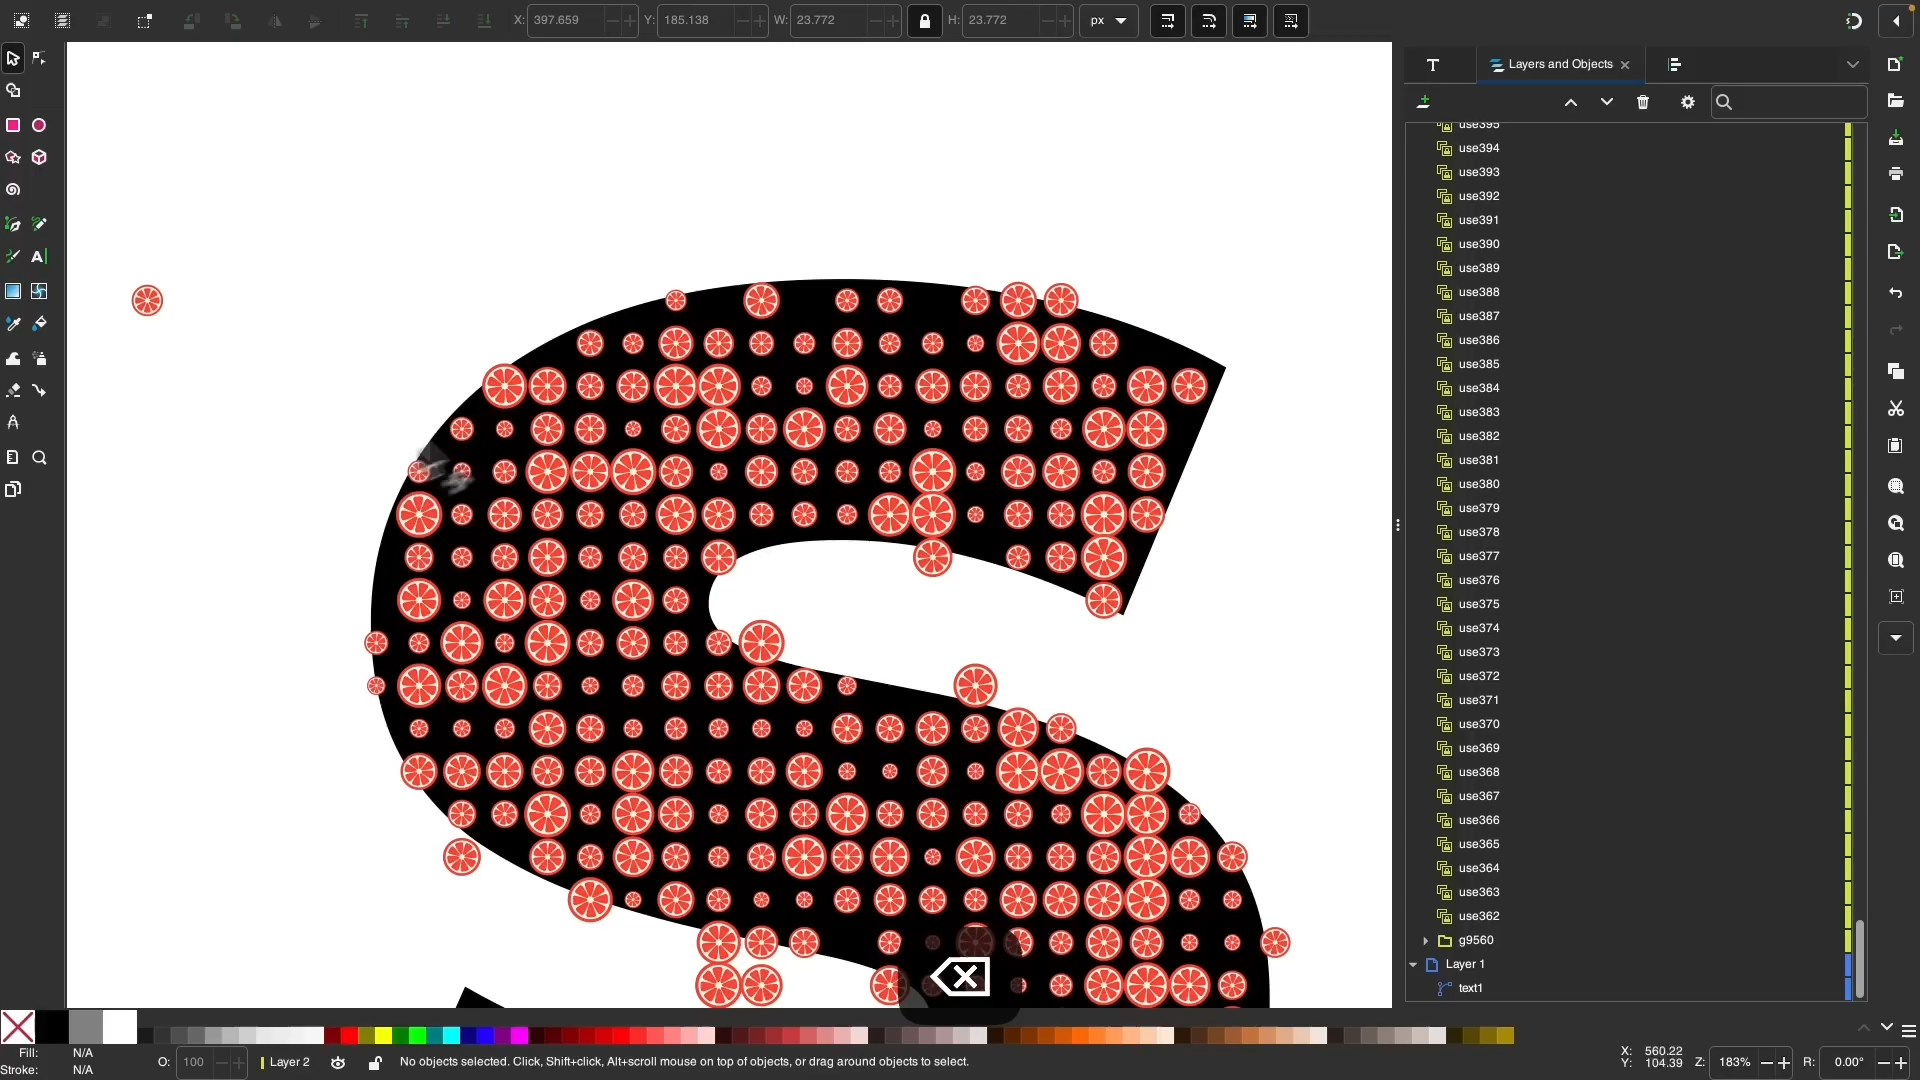 X: 397.659 Y: 185.138 W: 23.772 H: 23.772 px
Layers and Objects
use395
use394
use393
use392
use391
use390
use389
use388
use387
use386
use385
use384
use383
use382
use381
use380
use379
use378
use377
use376
use375
use374
use373
use372
use371
use370
use369
use368
use367
use366
use365
use364
use363
use362
g9560
Layer 1
text1
Fill: N/A
Stroke: N/A
O: 100
Layer 2
No objects selected. Click, Shift+click, Alt+scroll mouse on top of objects, or drag around objects to select.
X: 560.22
Y: 104.39
Z: 183%
R: 0.00°